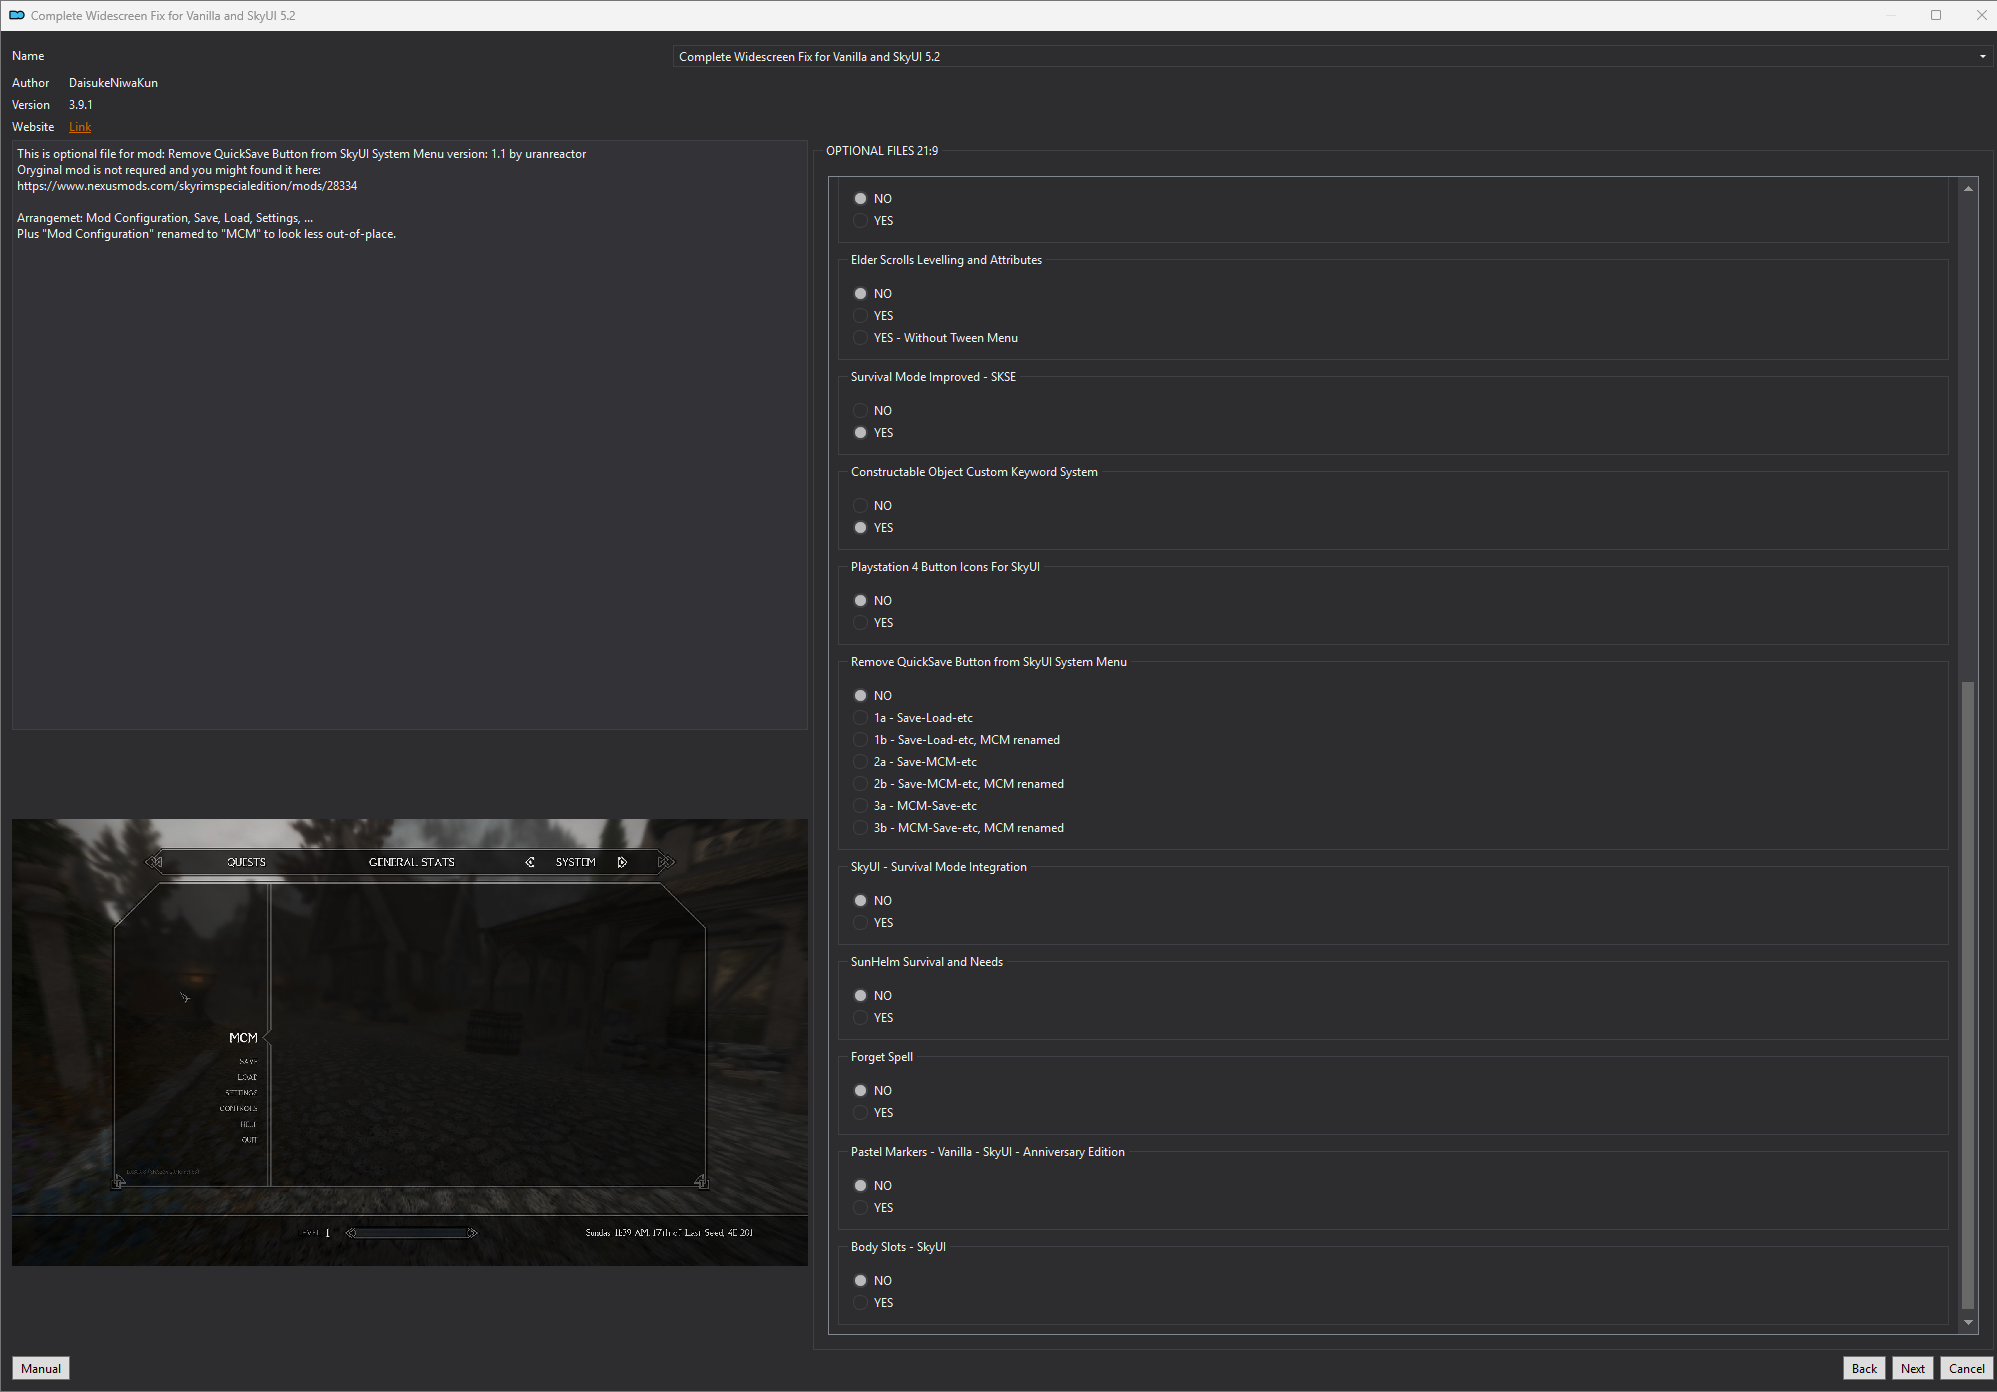 Complete Widescreen Fix for Vanilla and SkyUI 5.2
Name
Complete Widescreen Fix for Vanilla and SkyUI 5.2
Author DaisukeNiwaKun
Version 3.9.1
Website Link
This is optional file for mod: Remove QuickSave Button from SkyUI System Menu version: 1.1 by uranreactor
Oryginal mod is not requred and you might found it here:
https://www.nexusmods.com/skyrimspecialedition/mods/28334
Arrangemet: Mod Configuration, Save, Load, Settings, ...
Plus "Mod Configuration" renamed to "MCM" to look less out-of-place.
QUESTS GENERAL STATS SYSTEM
MCM
SAVE
LOAD
SETTINGS
CONTROLS
HELP
QUIT
LEVEL 1
Sundas, 11:39 AM, 17th of Last Seed, 4E 201
OPTIONAL FILES 21:9
NO
YES
Elder Scrolls Levelling and Attributes
NO
YES
YES - Without Tween Menu
Survival Mode Improved - SKSE
NO
YES
Constructable Object Custom Keyword System
NO
YES
Playstation 4 Button Icons For SkyUI
NO
YES
Remove QuickSave Button from SkyUI System Menu
NO
1a - Save-Load-etc
1b - Save-Load-etc, MCM renamed
2a - Save-MCM-etc
2b - Save-MCM-etc, MCM renamed
3a - MCM-Save-etc
3b - MCM-Save-etc, MCM renamed
SkyUI - Survival Mode Integration
NO
YES
SunHelm Survival and Needs
NO
YES
Forget Spell
NO
YES
Pastel Markers - Vanilla - SkyUI - Anniversary Edition
NO
YES
Body Slots - SkyUI
NO
YES
Manual
Back Next Cancel